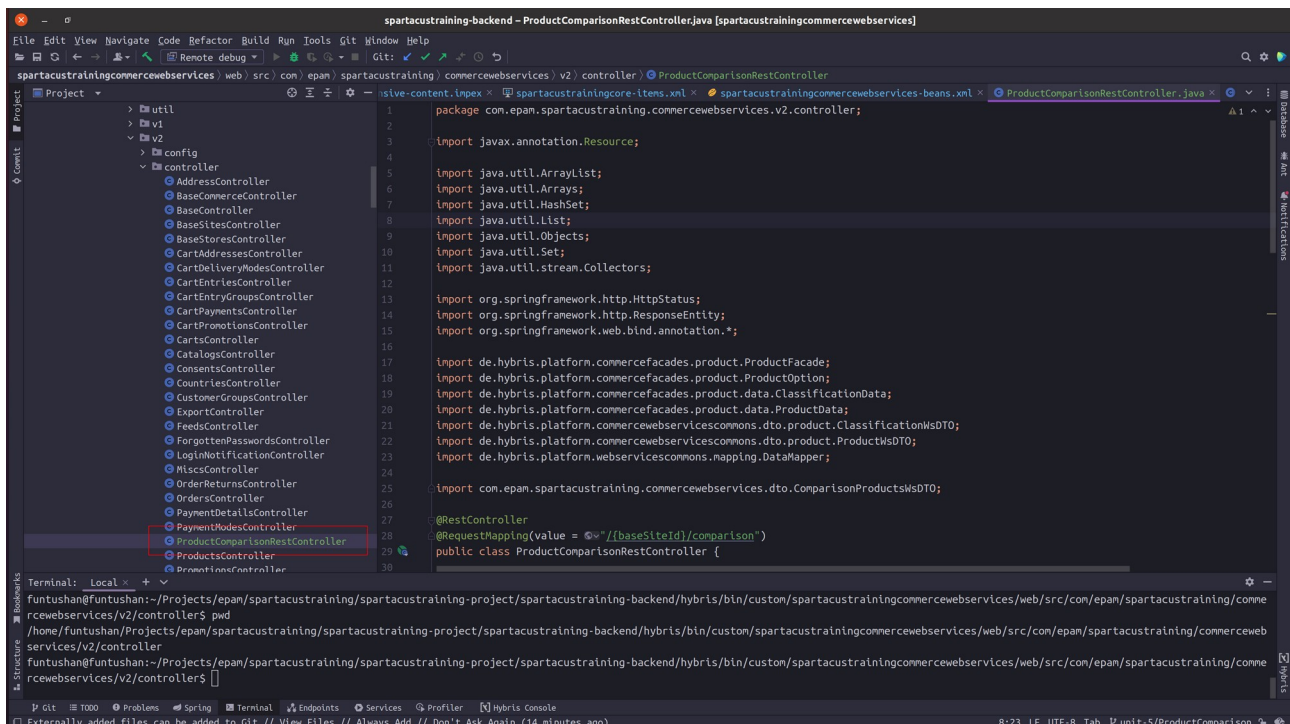 spartacustraining-backend – ProductComparisonRestController.java [spartacustrainingcommercewebservices]
File Edit View Navigate Code Refactor Build Run Tools Git Window Help
Remote debug Git:
spartacustrainingcommercewebservices 〉 web 〉 src 〉 com 〉 epam 〉 spartacustraining 〉 commercewebservices 〉 v2 〉 controller 〉 ProductComparisonRestController
Project
nsive-content.impex × spartacustrainingcore-items.xml × spartacustrainingcommercewebservices-beans.xml × ProductComparisonRestController.java ×
Project
Commit
util
v1
v2
config
controller
AddressController
BaseCommerceController
BaseController
BaseSitesController
BaseStoresController
CartAddressesController
CartDeliveryModesController
CartEntriesController
CartEntryGroupsController
CartPaymentsController
CartPromotionsController
CartsController
CatalogsController
ConsentsController
CountriesController
CustomerGroupsController
ExportController
FeedsController
ForgottenPasswordsController
LoginNotificationController
MiscsController
OrderReturnsController
OrdersController
PaymentDetailsController
PaymentModesController
ProductComparisonRestController
ProductsController
PromotionsController
1 package com.epam.spartacustraining.commercewebservices.v2.controller;
2
3 import javax.annotation.Resource;
4
5 import java.util.ArrayList;
6 import java.util.Arrays;
7 import java.util.HashSet;
8 import java.util.List;
9 import java.util.Objects;
10 import java.util.Set;
11 import java.util.stream.Collectors;
12
13 import org.springframework.http.HttpStatus;
14 import org.springframework.http.ResponseEntity;
15 import org.springframework.web.bind.annotation.*;
16
17 import de.hybris.platform.commercefacades.product.ProductFacade;
18 import de.hybris.platform.commercefacades.product.ProductOption;
19 import de.hybris.platform.commercefacades.product.data.ClassificationData;
20 import de.hybris.platform.commercefacades.product.data.ProductData;
21 import de.hybris.platform.commercewebservicescommons.dto.product.ClassificationWsDTO;
22 import de.hybris.platform.commercewebservicescommons.dto.product.ProductWsDTO;
23 import de.hybris.platform.webservicescommons.mapping.DataMapper;
24
25 import com.epam.spartacustraining.commercewebservices.dto.ComparisonProductsWsDTO;
26
27 @RestController
28 @RequestMapping(value = "/{baseSiteId}/comparison")
29 public class ProductComparisonRestController {
30
1
Database
Ant
Notifications
Hybris
Bookmarks
Structure
Terminal: Local × +
funtushan@funtushan:~/Projects/epam/spartacustraining/spartacustraining-project/spartacustraining-backend/hybris/bin/custom/spartacustrainingcommercewebservices/web/src/com/epam/spartacustraining/comme
rcewebservices/v2/controller$ pwd
/home/funtushan/Projects/epam/spartacustraining/spartacustraining-project/spartacustraining-backend/hybris/bin/custom/spartacustrainingcommercewebservices/web/src/com/epam/spartacustraining/commerceweb
services/v2/controller
funtushan@funtushan:~/Projects/epam/spartacustraining/spartacustraining-project/spartacustraining-backend/hybris/bin/custom/spartacustrainingcommercewebservices/web/src/com/epam/spartacustraining/comme
rcewebservices/v2/controller$
Git TODO Problems Spring Terminal Endpoints Services Profiler Hybris Console
Externally added files can be added to Git // View Files // Always Add // Don't Ask Again (14 minutes ago) 8:23 LF UTF-8 Tab unit-5/ProductComparison